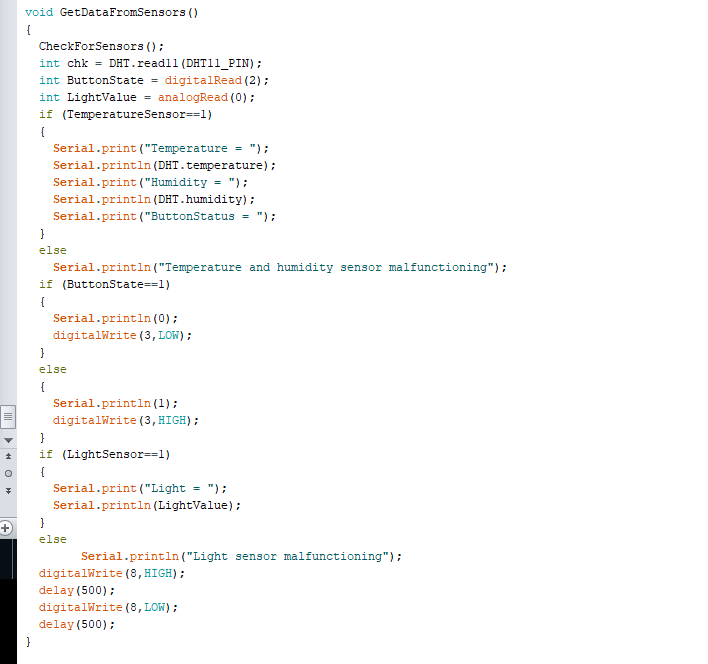 void GetDataFromSensors()
{
  CheckForSensors();
  int chk = DHT.read11(DHT11_PIN);
  int ButtonState = digitalRead(2);
  int LightValue = analogRead(0);
  if (TemperatureSensor==1)
  {
    Serial.print("Temperature = ");
    Serial.println(DHT.temperature);
    Serial.print("Humidity = ");
    Serial.println(DHT.humidity);
    Serial.print("ButtonStatus = ");
  }
  else
    Serial.println("Temperature and humidity sensor malfunctioning");
  if (ButtonState==1)
  {
    Serial.println(0);
    digitalWrite(3,LOW);
  }
  else
  {
    Serial.println(1);
    digitalWrite(3,HIGH);
  }
  if (LightSensor==1)
  {
    Serial.print("Light = ");
    Serial.println(LightValue);
  }
  else
        Serial.println("Light sensor malfunctioning");
  digitalWrite(8,HIGH);
  delay(500);
  digitalWrite(8,LOW);
  delay(500);
}